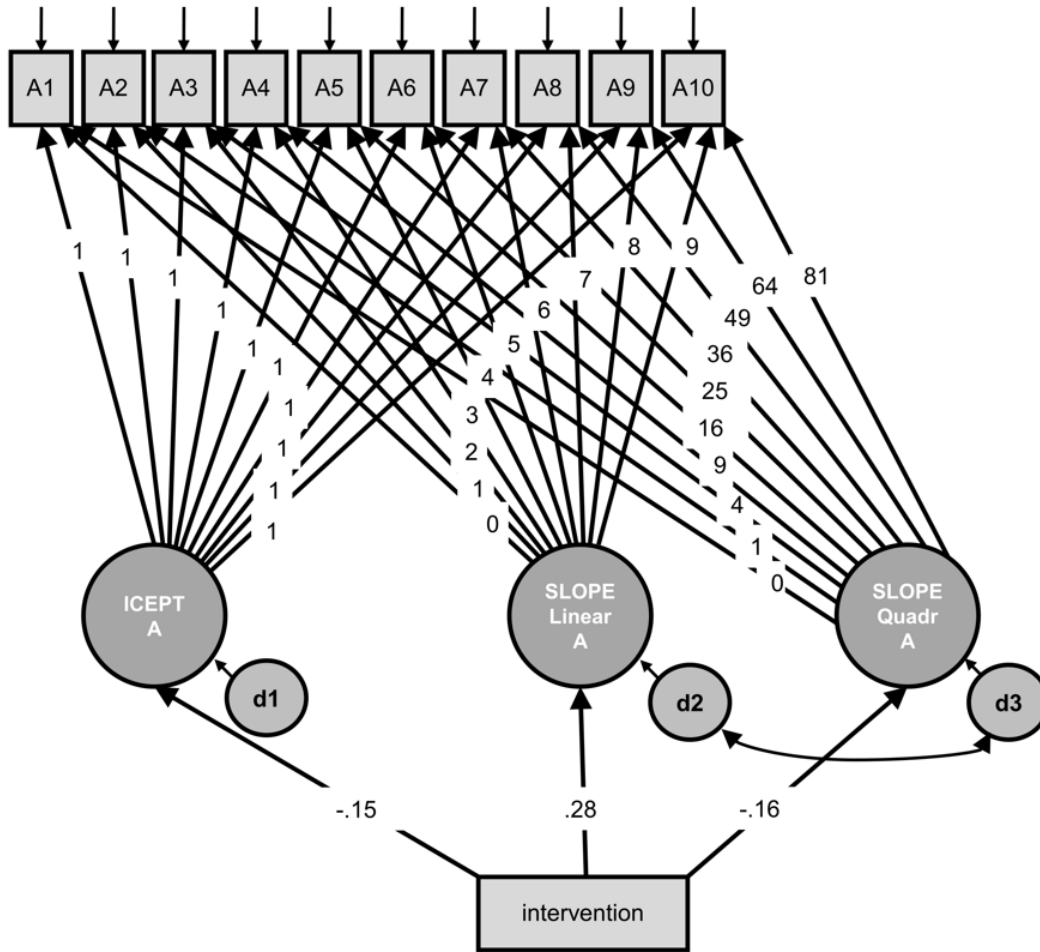 A1 A2 A3 A4 A5 A6 A7 A8 A9 A10
1 1 1 1 1 1 1 1 1 1
0 1 2 3 4 5 6 7 8 9
0 1 4 9 16 25 36 49 64 81
ICEPT
A
SLOPE
Linear
A
SLOPE
Quadr
A
d1 d2 d3
-.15 .28 -.16
intervention